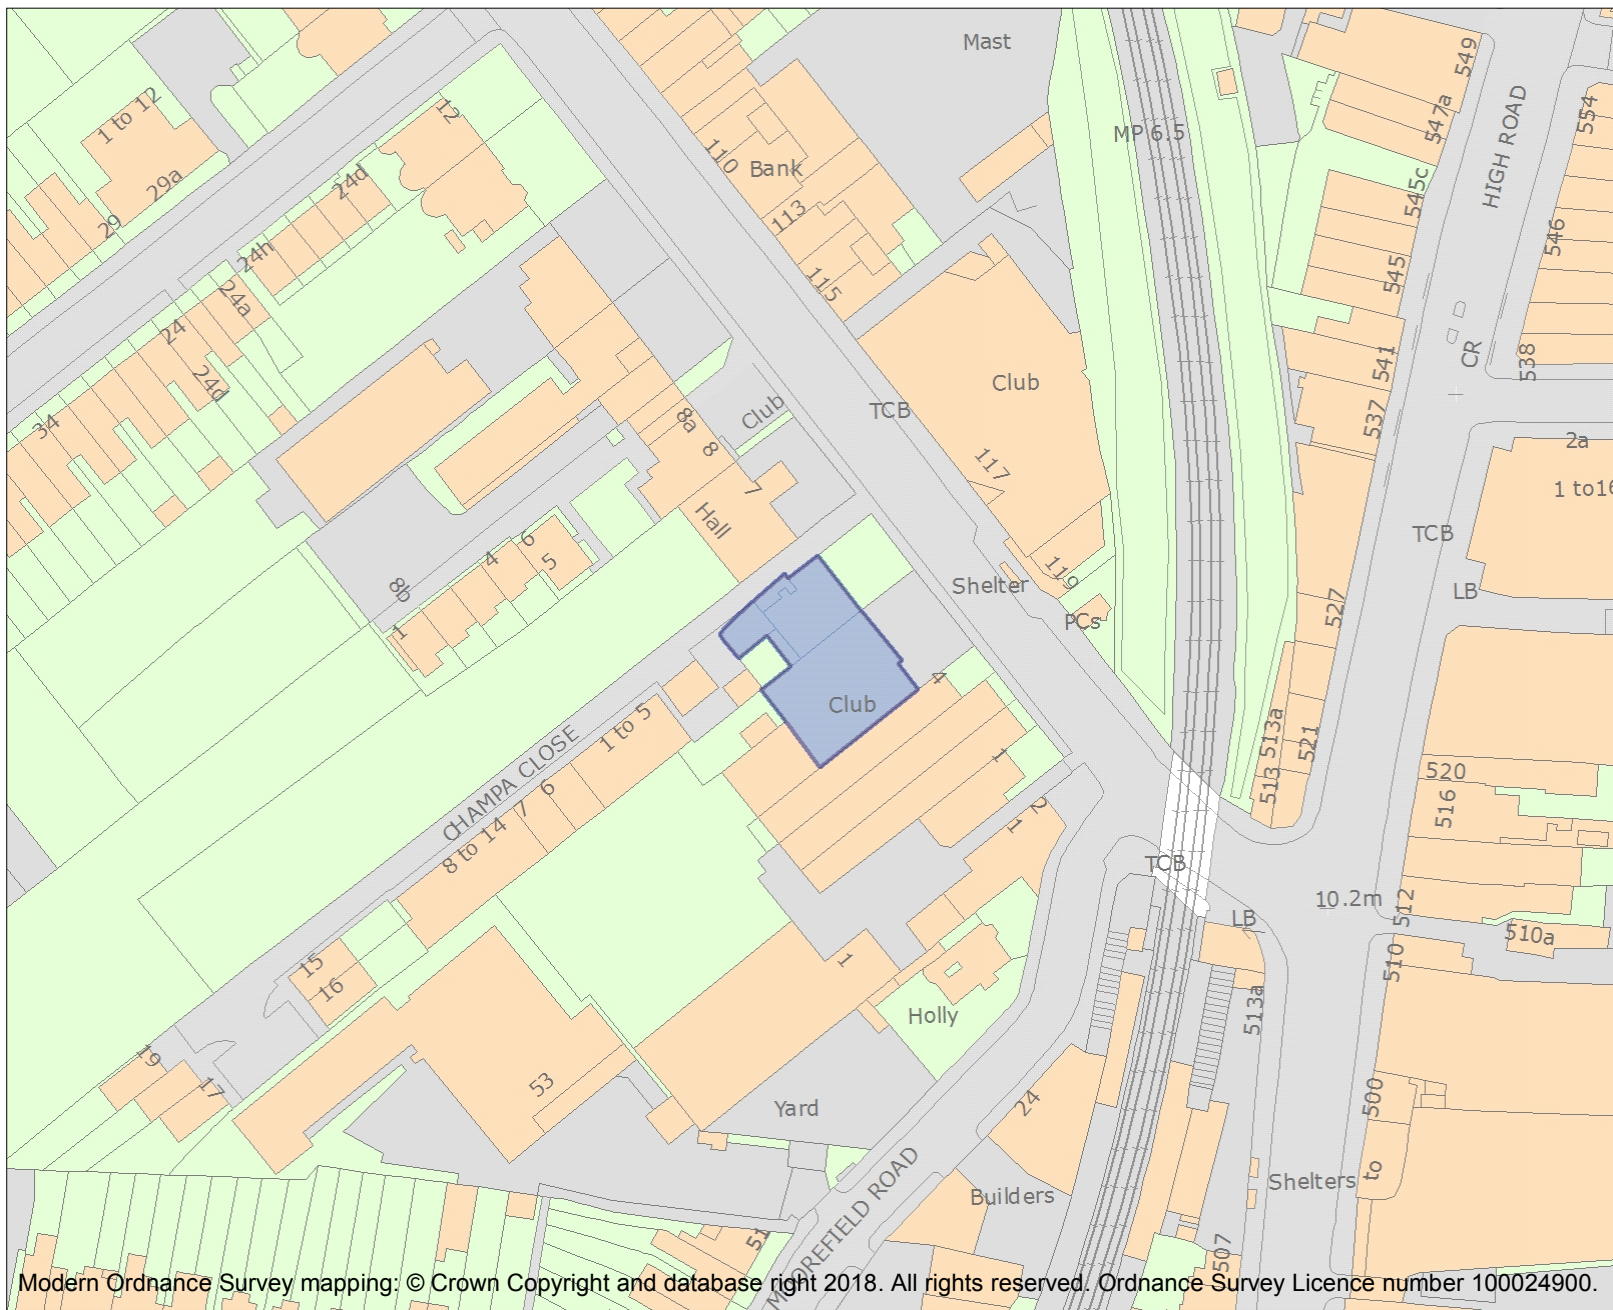 Mast
549
1 to 12
12
547a
HIGH ROAD
554
MP 6.5
110
Bank
29a
24d
545c
29
113
546
24h
115
545
24a
24
541
CR
538
24d
Club
Club
TCB
8a
34
8
537
2a
117
7
1 to16
Hall
TCB
6
4
5
8b
119
Shelter
LB
1
PCs
527
4
Club
1 to 5
513a
521
1
CHAMPA CLOSE
520
513
6
7
2
1
516
8 to 14
TCB
10.2m
512
LB
510a
1
510
15
16
Holly
513a
19
17
53
24
500
Yard
to
MOOREFIELD ROAD
Builders
Shelters
51
507
Modern Ordnance Survey mapping: © Crown Copyright and database right 2018. All rights reserved. Ordnance Survey Licence number 100024900.